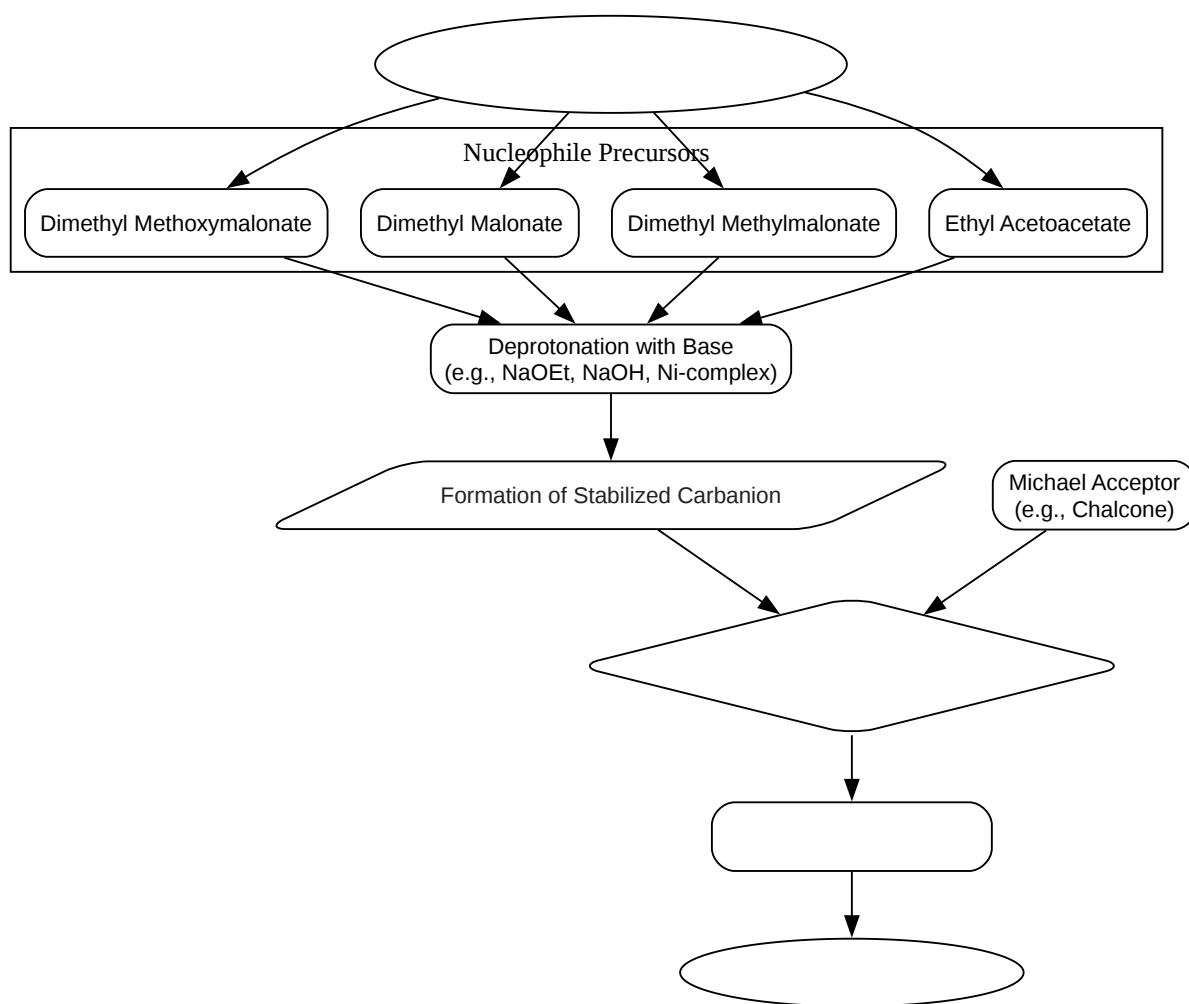 Nucleophile Precursors
Dimethyl Methoxymalonate
Dimethyl Malonate
Dimethyl Methylmalonate
Ethyl Acetoacetate
Deprotonation with Base
(e.g., NaOEt, NaOH, Ni-complex)
Formation of Stabilized Carbanion
Michael Acceptor
(e.g., Chalcone)